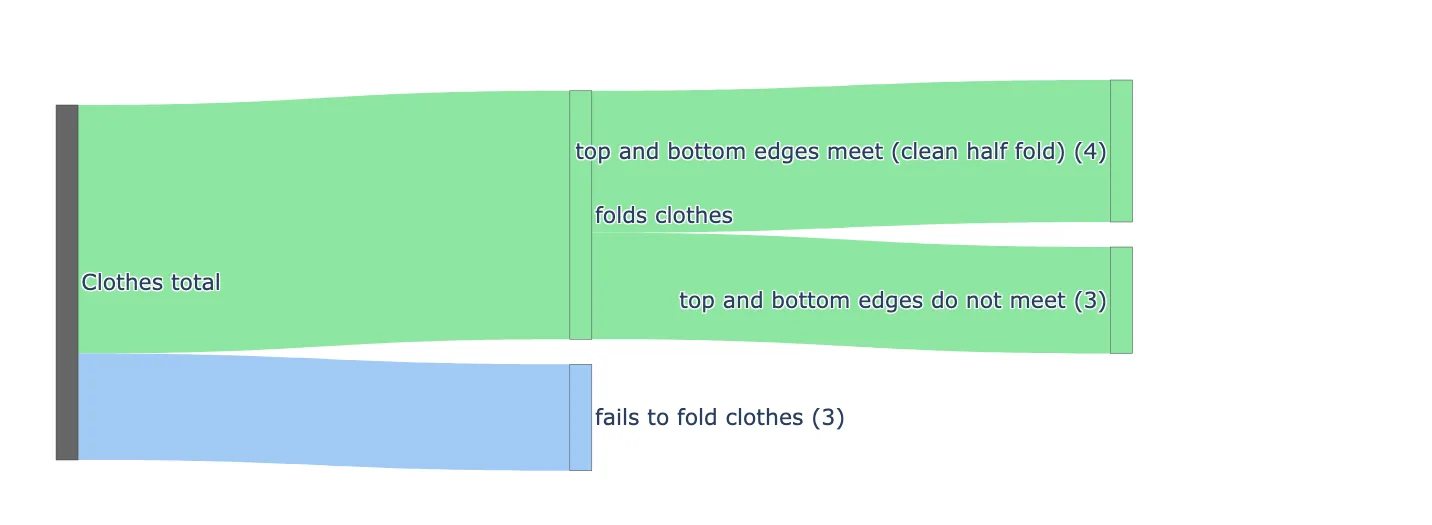 Clothes total
folds clothes
top and bottom edges meet (clean half fold) (4)
top and bottom edges do not meet (3)
fails to fold clothes (3)